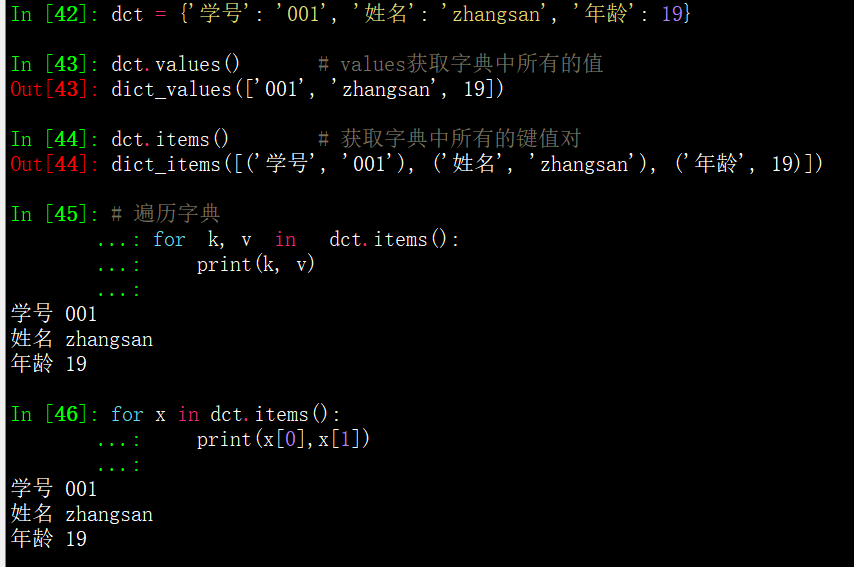 In [42]: dct = {'学号': '001', '姓名': 'zhangsan', '年龄': 19}
In [43]: dct.values()       # values获取字典中所有的值
Out[43]: dict_values(['001', 'zhangsan', 19])
In [44]: dct.items()        # 获取字典中所有的键值对
Out[44]: dict_items([('学号', '001'), ('姓名', 'zhangsan'), ('年龄', 19)])
In [45]: # 遍历字典
...: for  k, v  in   dct.items():
...:     print(k, v)
...:
学号 001
姓名 zhangsan
年龄 19
In [46]: for x in dct.items():
...:     print(x[0],x[1])
...:
学号 001
姓名 zhangsan
年龄 19